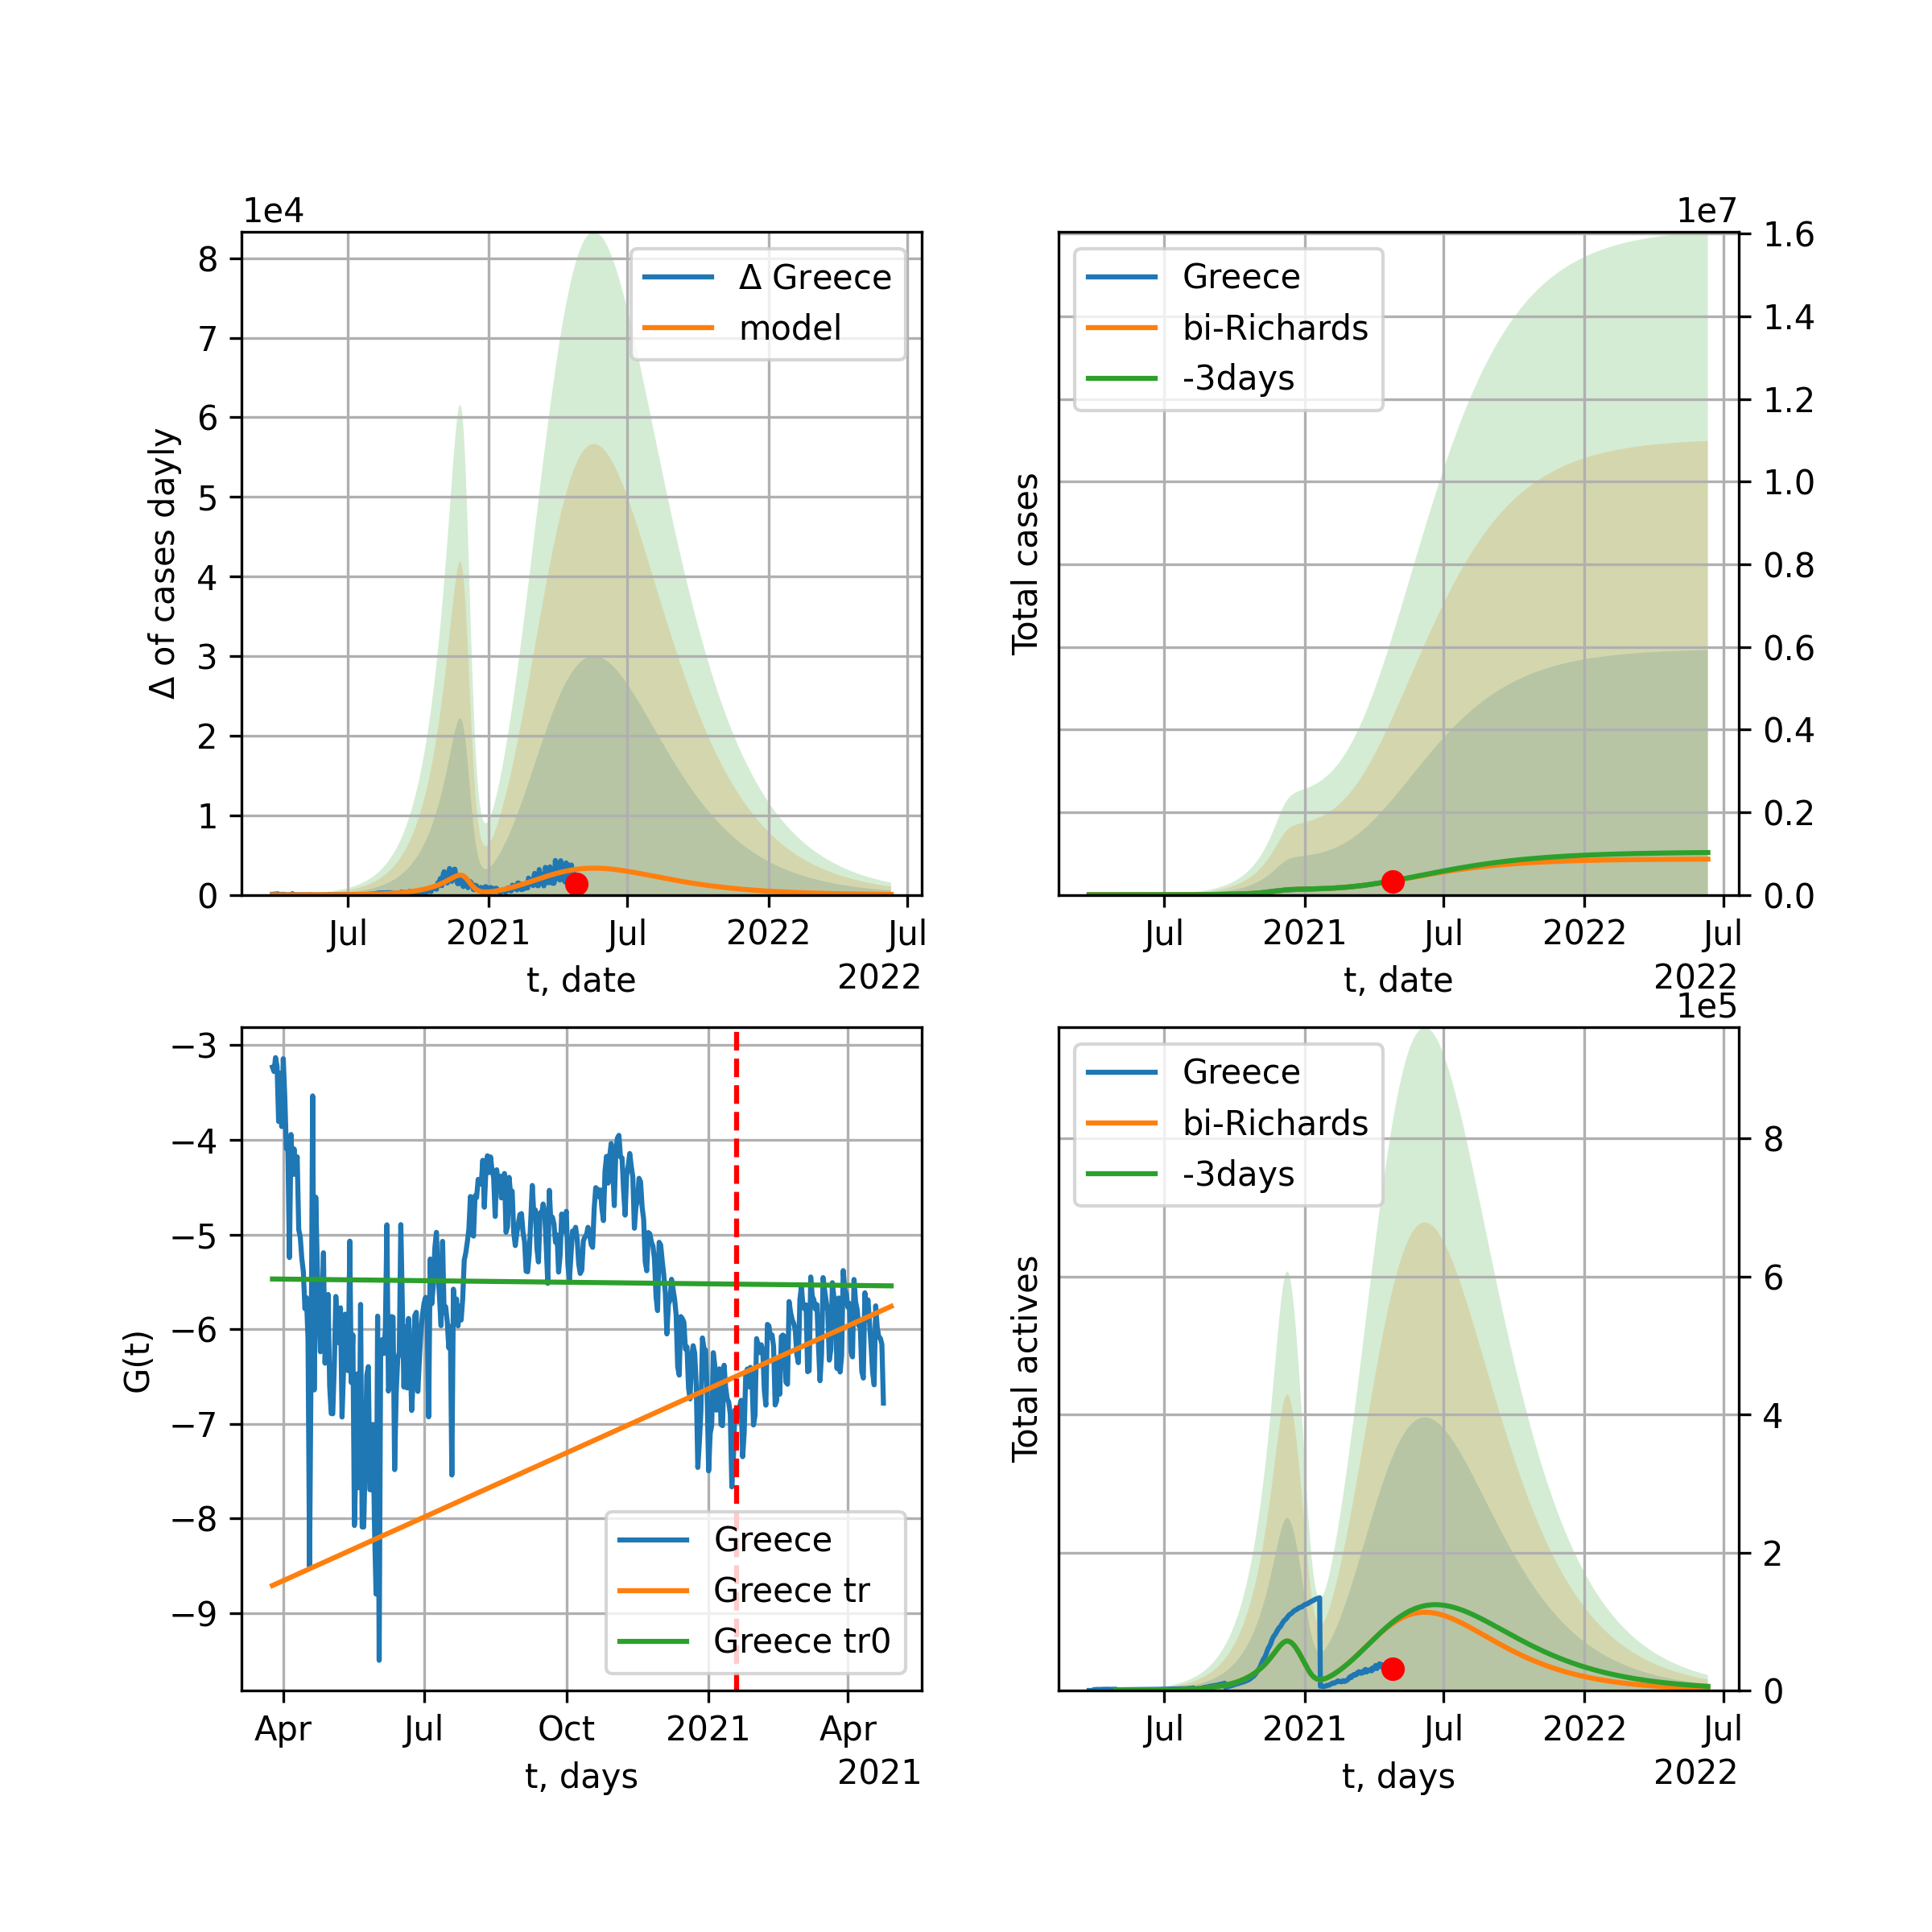 1e4
8
7
6
5
4
3
2
1
0
Δ of cases dayly
Δ Greece
model
Jul
2021
Jul
2022
Jul
t, date
2022
1e7
1.6
1.4
1.2
1.0
0.8
0.6
0.4
0.2
0.0
Total cases
Greece
bi-Richards
-3days
Jul
2021
Jul
2022
Jul
t, date
2022
−3
−4
−5
−6
−7
−8
−9
G(t)
Greece
Greece tr
Greece tr0
Apr
Jul
Oct
2021
Apr
t, days
2021
1e5
8
6
4
2
0
Total actives
Greece
bi-Richards
-3days
Jul
2021
Jul
2022
Jul
t, days
2022